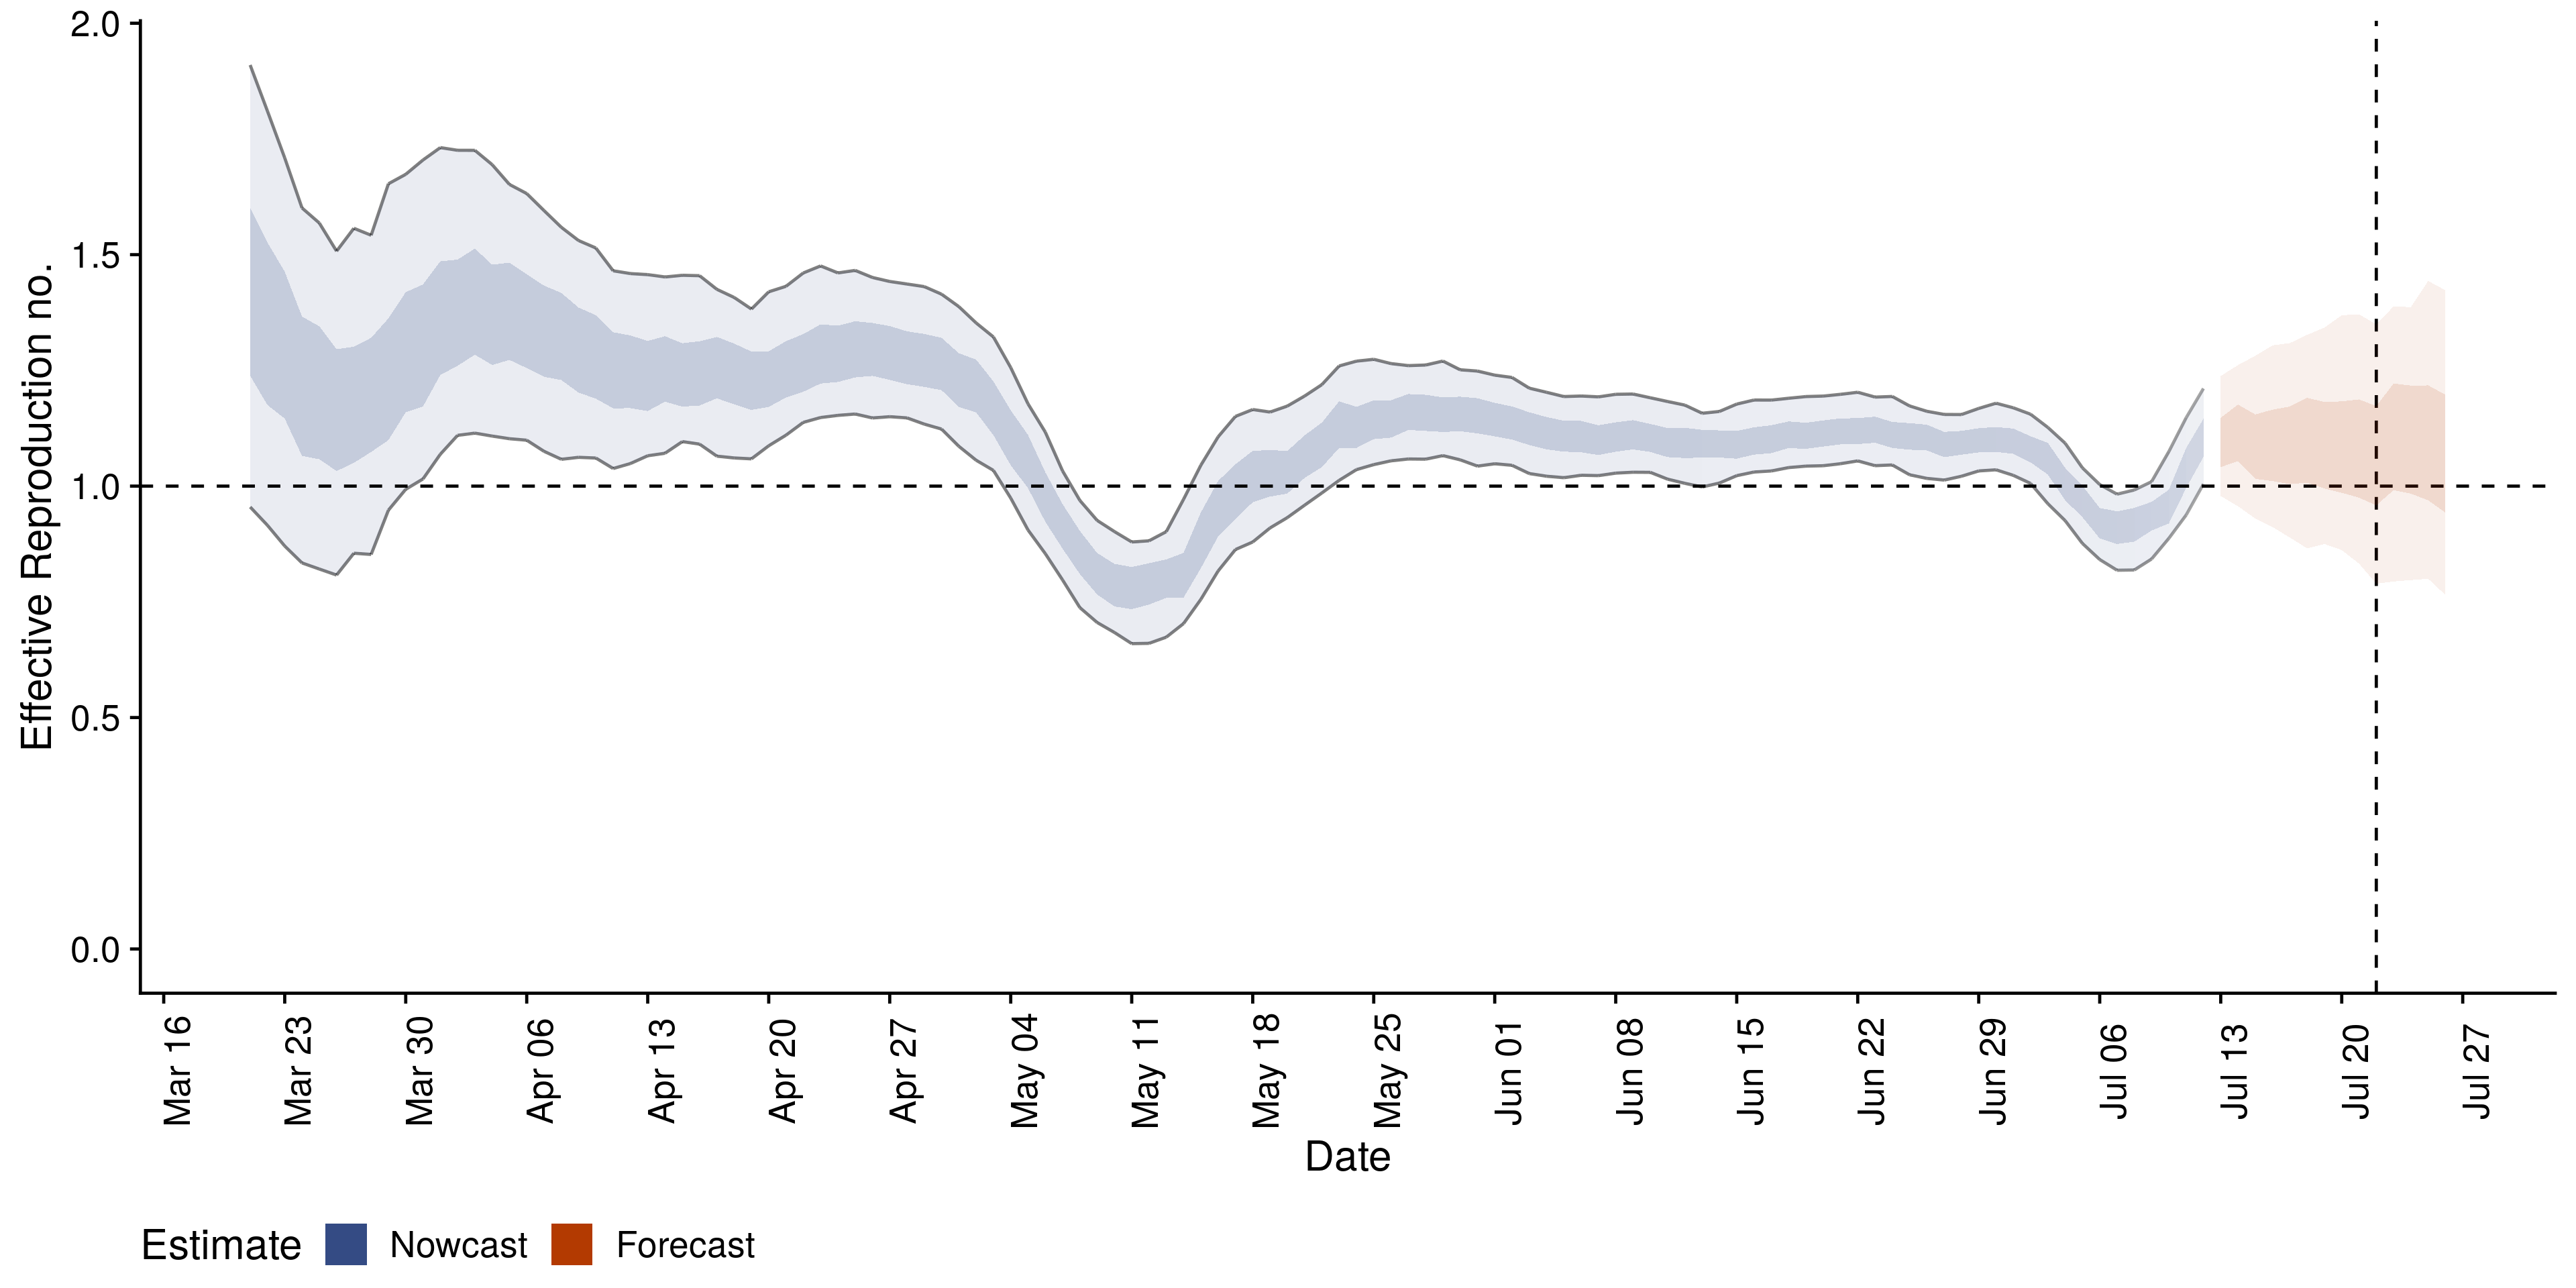 Effective Reproduction no.
2.0
1.5
1.0
0.5
0.0
Mar 16
Mar 23
Mar 30
Apr 06
Apr 13
Apr 20
Apr 27
May 04
May 11
May 18
May 25
Jun 01
Jun 08
Jun 15
Jun 22
Jun 29
Jul 06
Jul 13
Jul 20
Jul 27
Date
Estimate Nowcast Forecast